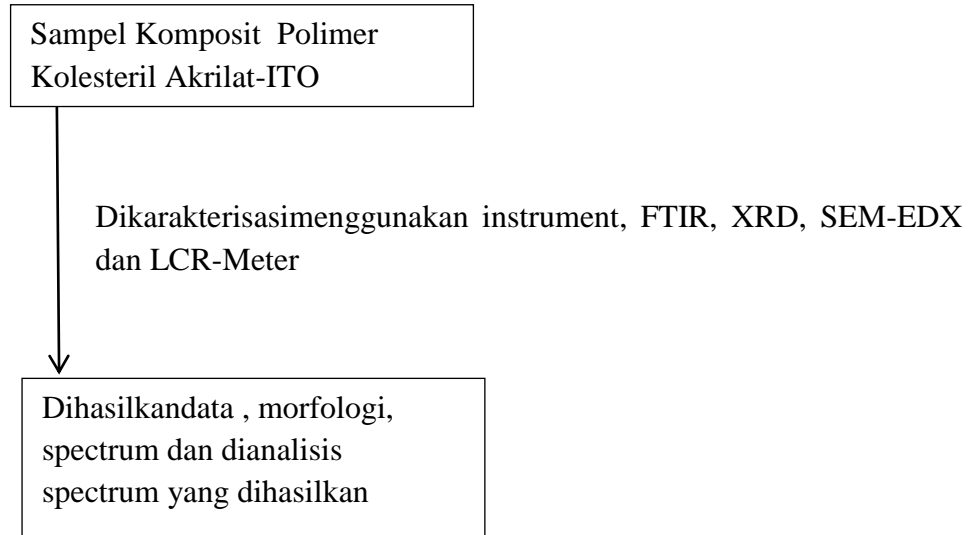 Sampel Komposit Polimer
Kolesteril Akrilat-ITO
Dikarakterisasimenggunakan instrument, FTIR, XRD, SEM-EDX
dan LCR-Meter
Dihasilkandata , morfologi,
spectrum dan dianalisis
spectrum yang dihasilkan